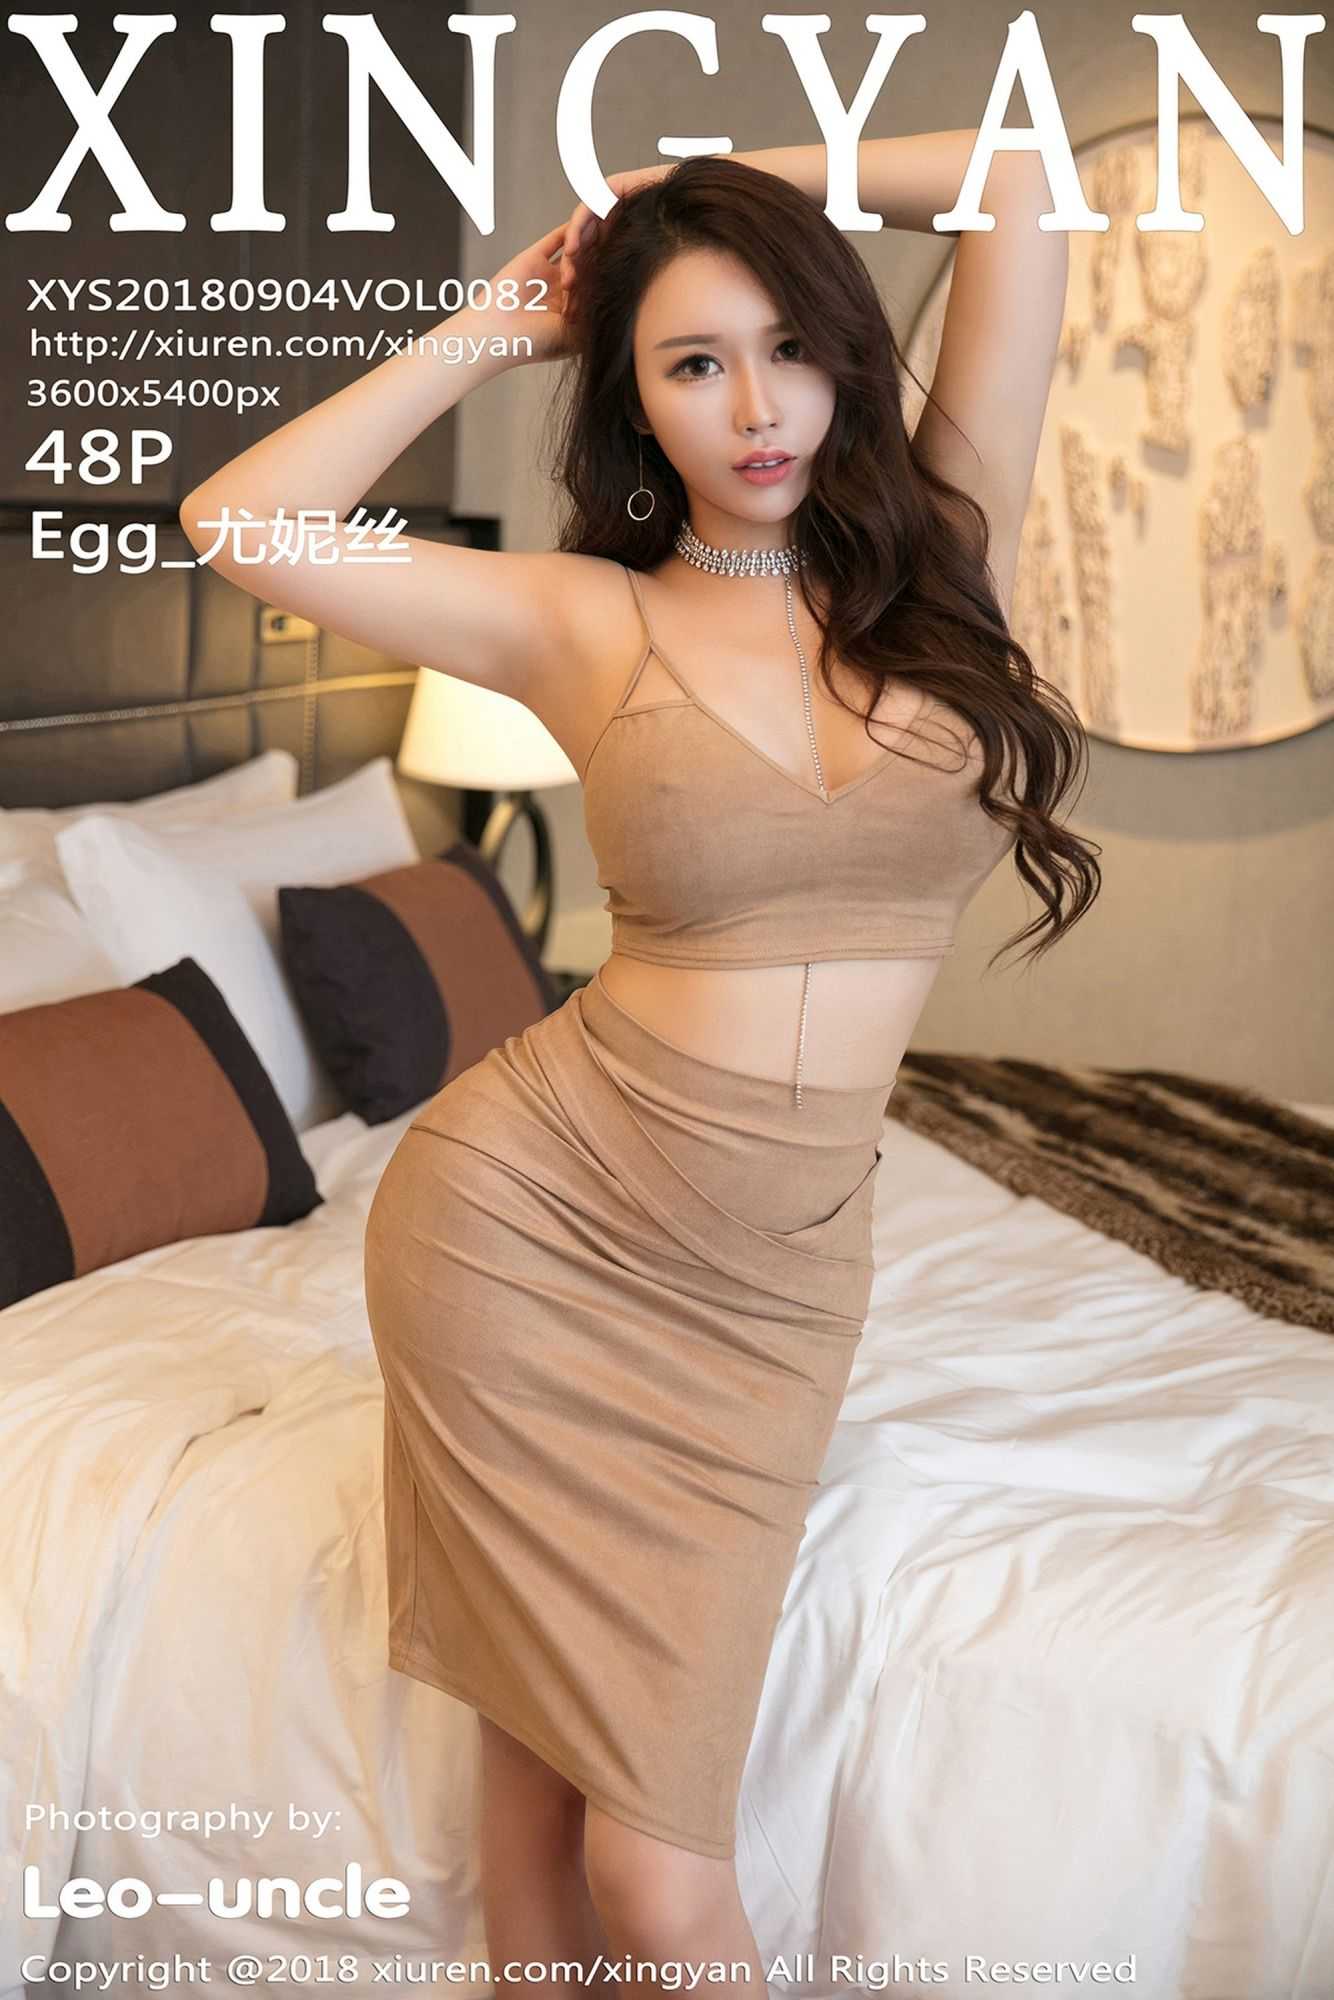 XINGYAN
XYS20180904VOL0082
http://xiuren.com/xingyan
3600x5400px
48P
Egg_尤妮丝
Photography by:
Leo-uncle
Copyright @2018 xiuren.com/xingyan All Rights Reserved